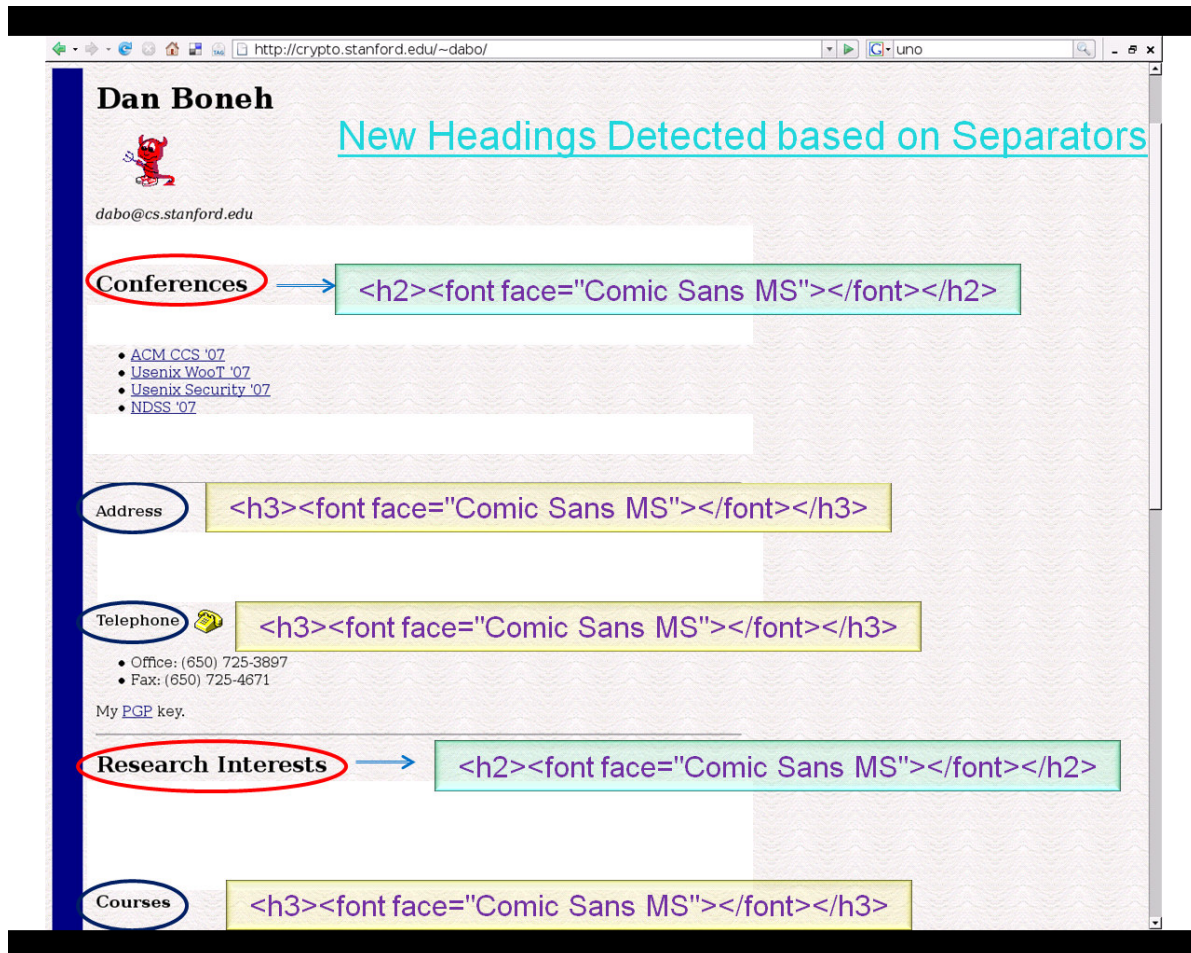 http://crypto.stanford.edu/~dabo/ G uno
Dan Boneh
New Headings Detected based on Separators
dabo@cs.stanford.edu
Conferences <h2><font face="Comic Sans MS"></font></h2>
ACM CCS '07
Usenix WooT '07
Usenix Security '07
NDSS '07
Address <h3><font face="Comic Sans MS"></font></h3>
Telephone <h3><font face="Comic Sans MS"></font></h3>
Office: (650) 725-3897
Fax: (650) 725-4671
My PGP key.
Research Interests <h2><font face="Comic Sans MS"></font></h2>
Courses <h3><font face="Comic Sans MS"></font></h3>